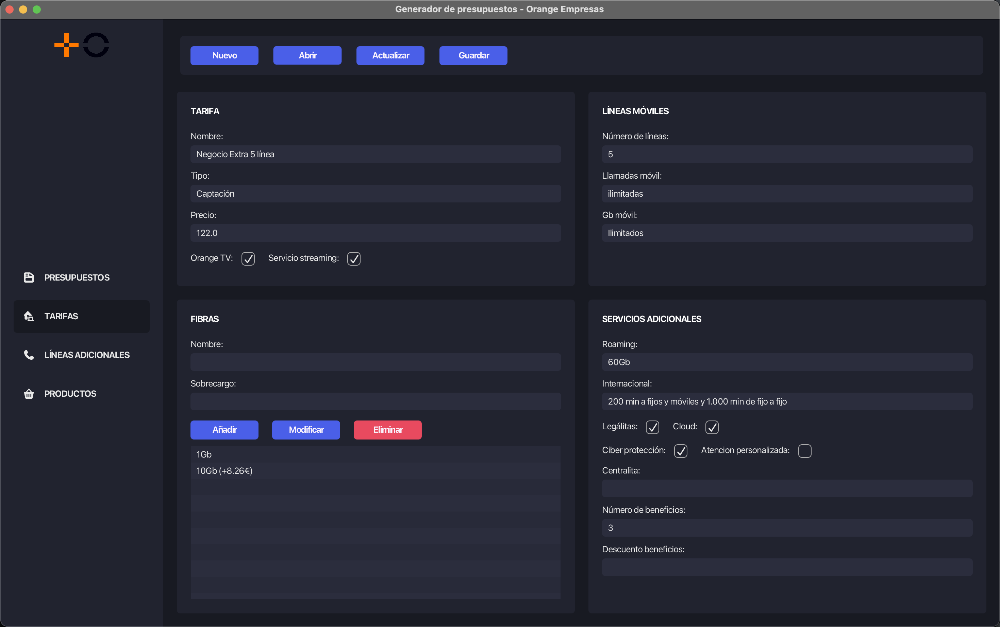 Generador de presupuestos - Orange Empresas
Nuevo
Abrir
Actualizar
Guardar
PRESUPUESTOS
TARIFAS
LÍNEAS ADICIONALES
PRODUCTOS
TARIFA
Nombre:
Negocio Extra 5 línea
Tipo:
Captación
Precio:
122.0
Orange TV:
Servicio streaming:
LÍNEAS MÓVILES
Número de líneas:
5
Llamadas móvil:
ilimitadas
Gb móvil:
Ilimitados
FIBRAS
Nombre:
Sobrecargo:
Añadir
Modificar
Eliminar
1Gb
10Gb (+8.26€)
SERVICIOS ADICIONALES
Roaming:
60Gb
Internacional:
200 min a fijos y móviles y 1.000 min de fijo a fijo
Legálitas:
Cloud:
Ciber protección:
Atencion personalizada:
Centralita:
Número de beneficios:
3
Descuento beneficios: